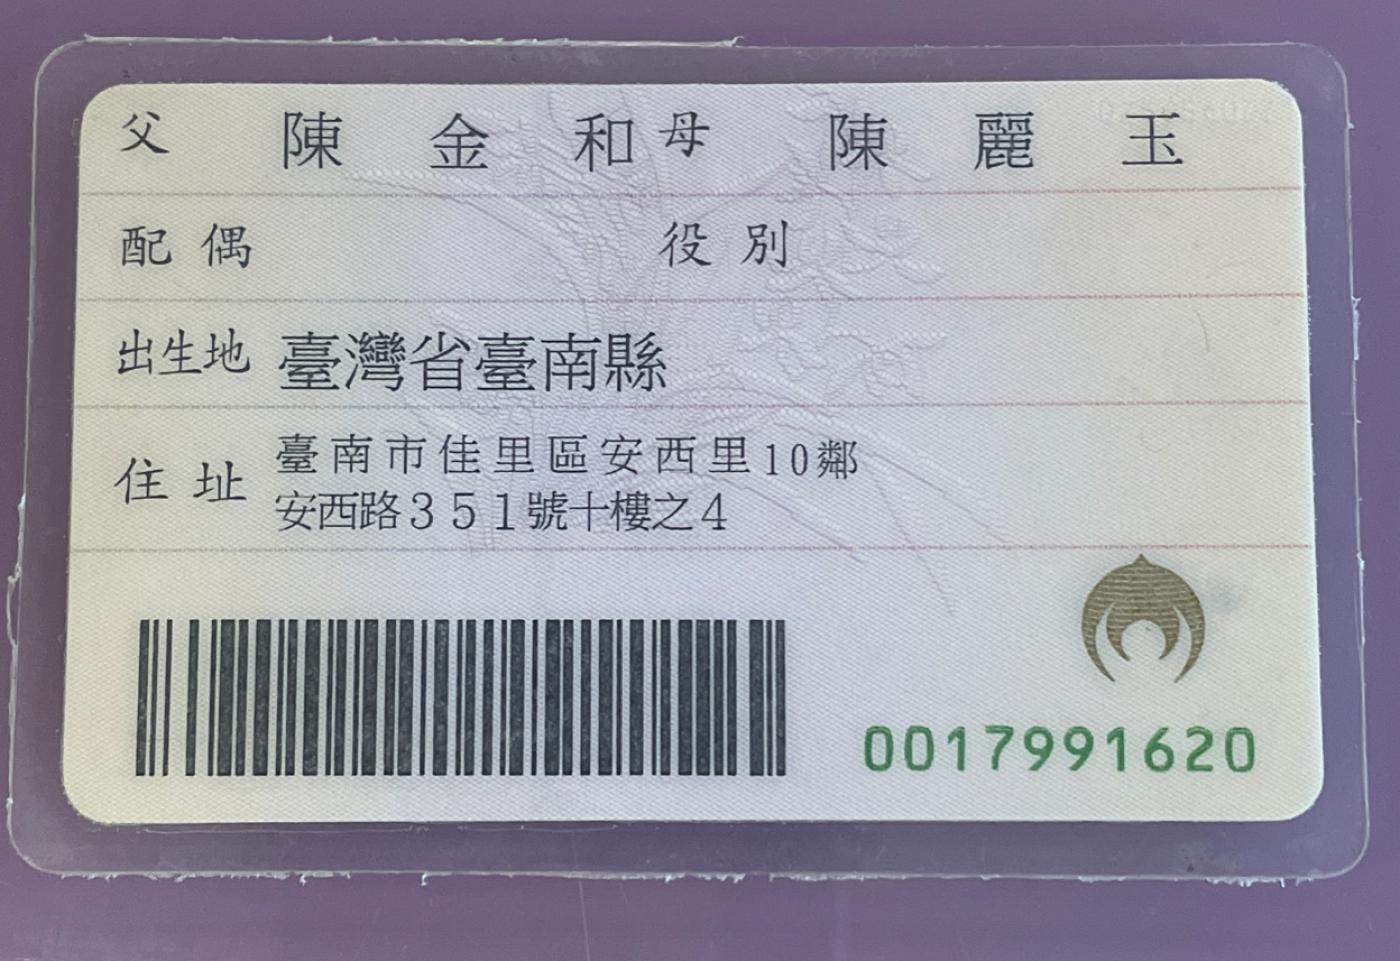 父 陳金和 母 陳麗玉
配偶 役別
出生地 臺灣省臺南縣
住址 臺南市佳里區安西里10鄰
安西路351號十樓之4
0017991620